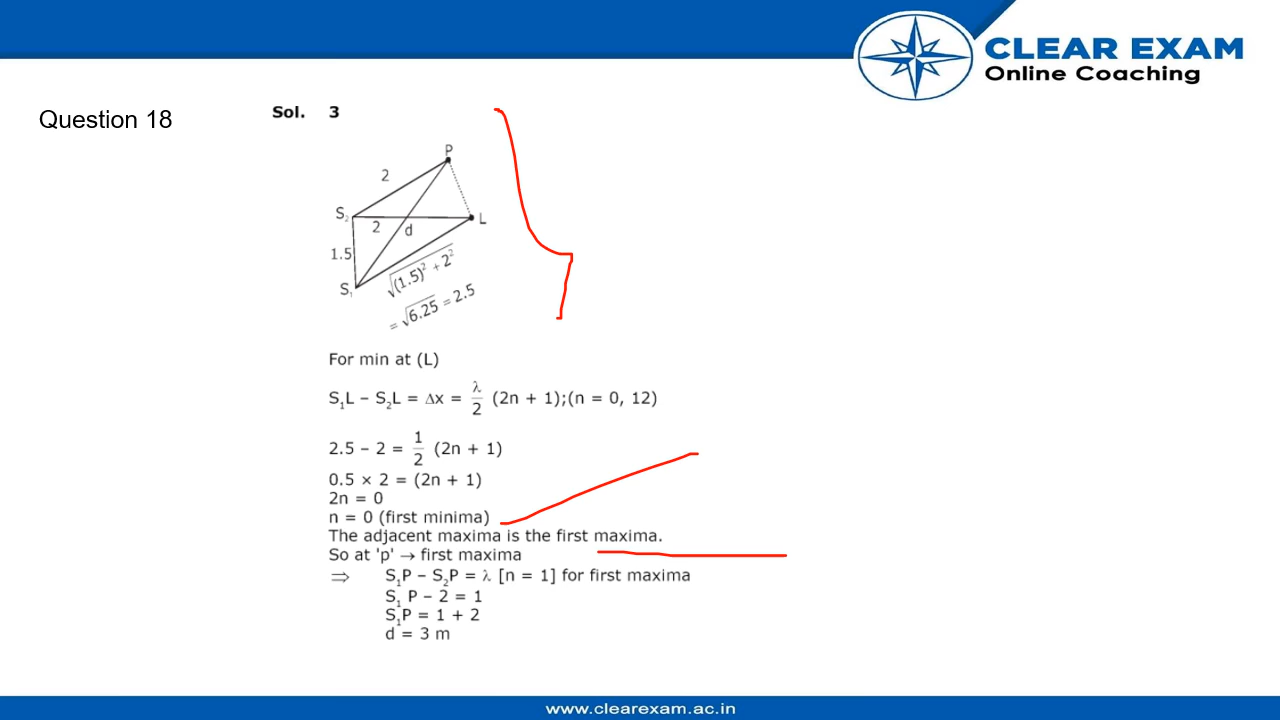 CLEAR EXAM
Online Coaching
Question 18
Sol. 3
P
2
S₂
2
d
L
1.5
S₁
√(1.5)² + 2²
= √6.25 = 2.5
For min at (L)
S₁L – S₂L = Δx = λ/2 (2n + 1);(n = 0, 12)
2.5 – 2 = 1/2 (2n + 1)
0.5 × 2 = (2n + 1)
2n = 0
n = 0 (first minima)
The adjacent maxima is the first maxima.
So at 'p' → first maxima
⇒ S₁P – S₂P = λ [n = 1] for first maxima
S₁ P – 2 = 1
S₁P = 1 + 2
d = 3 m
www.clearexam.ac.in